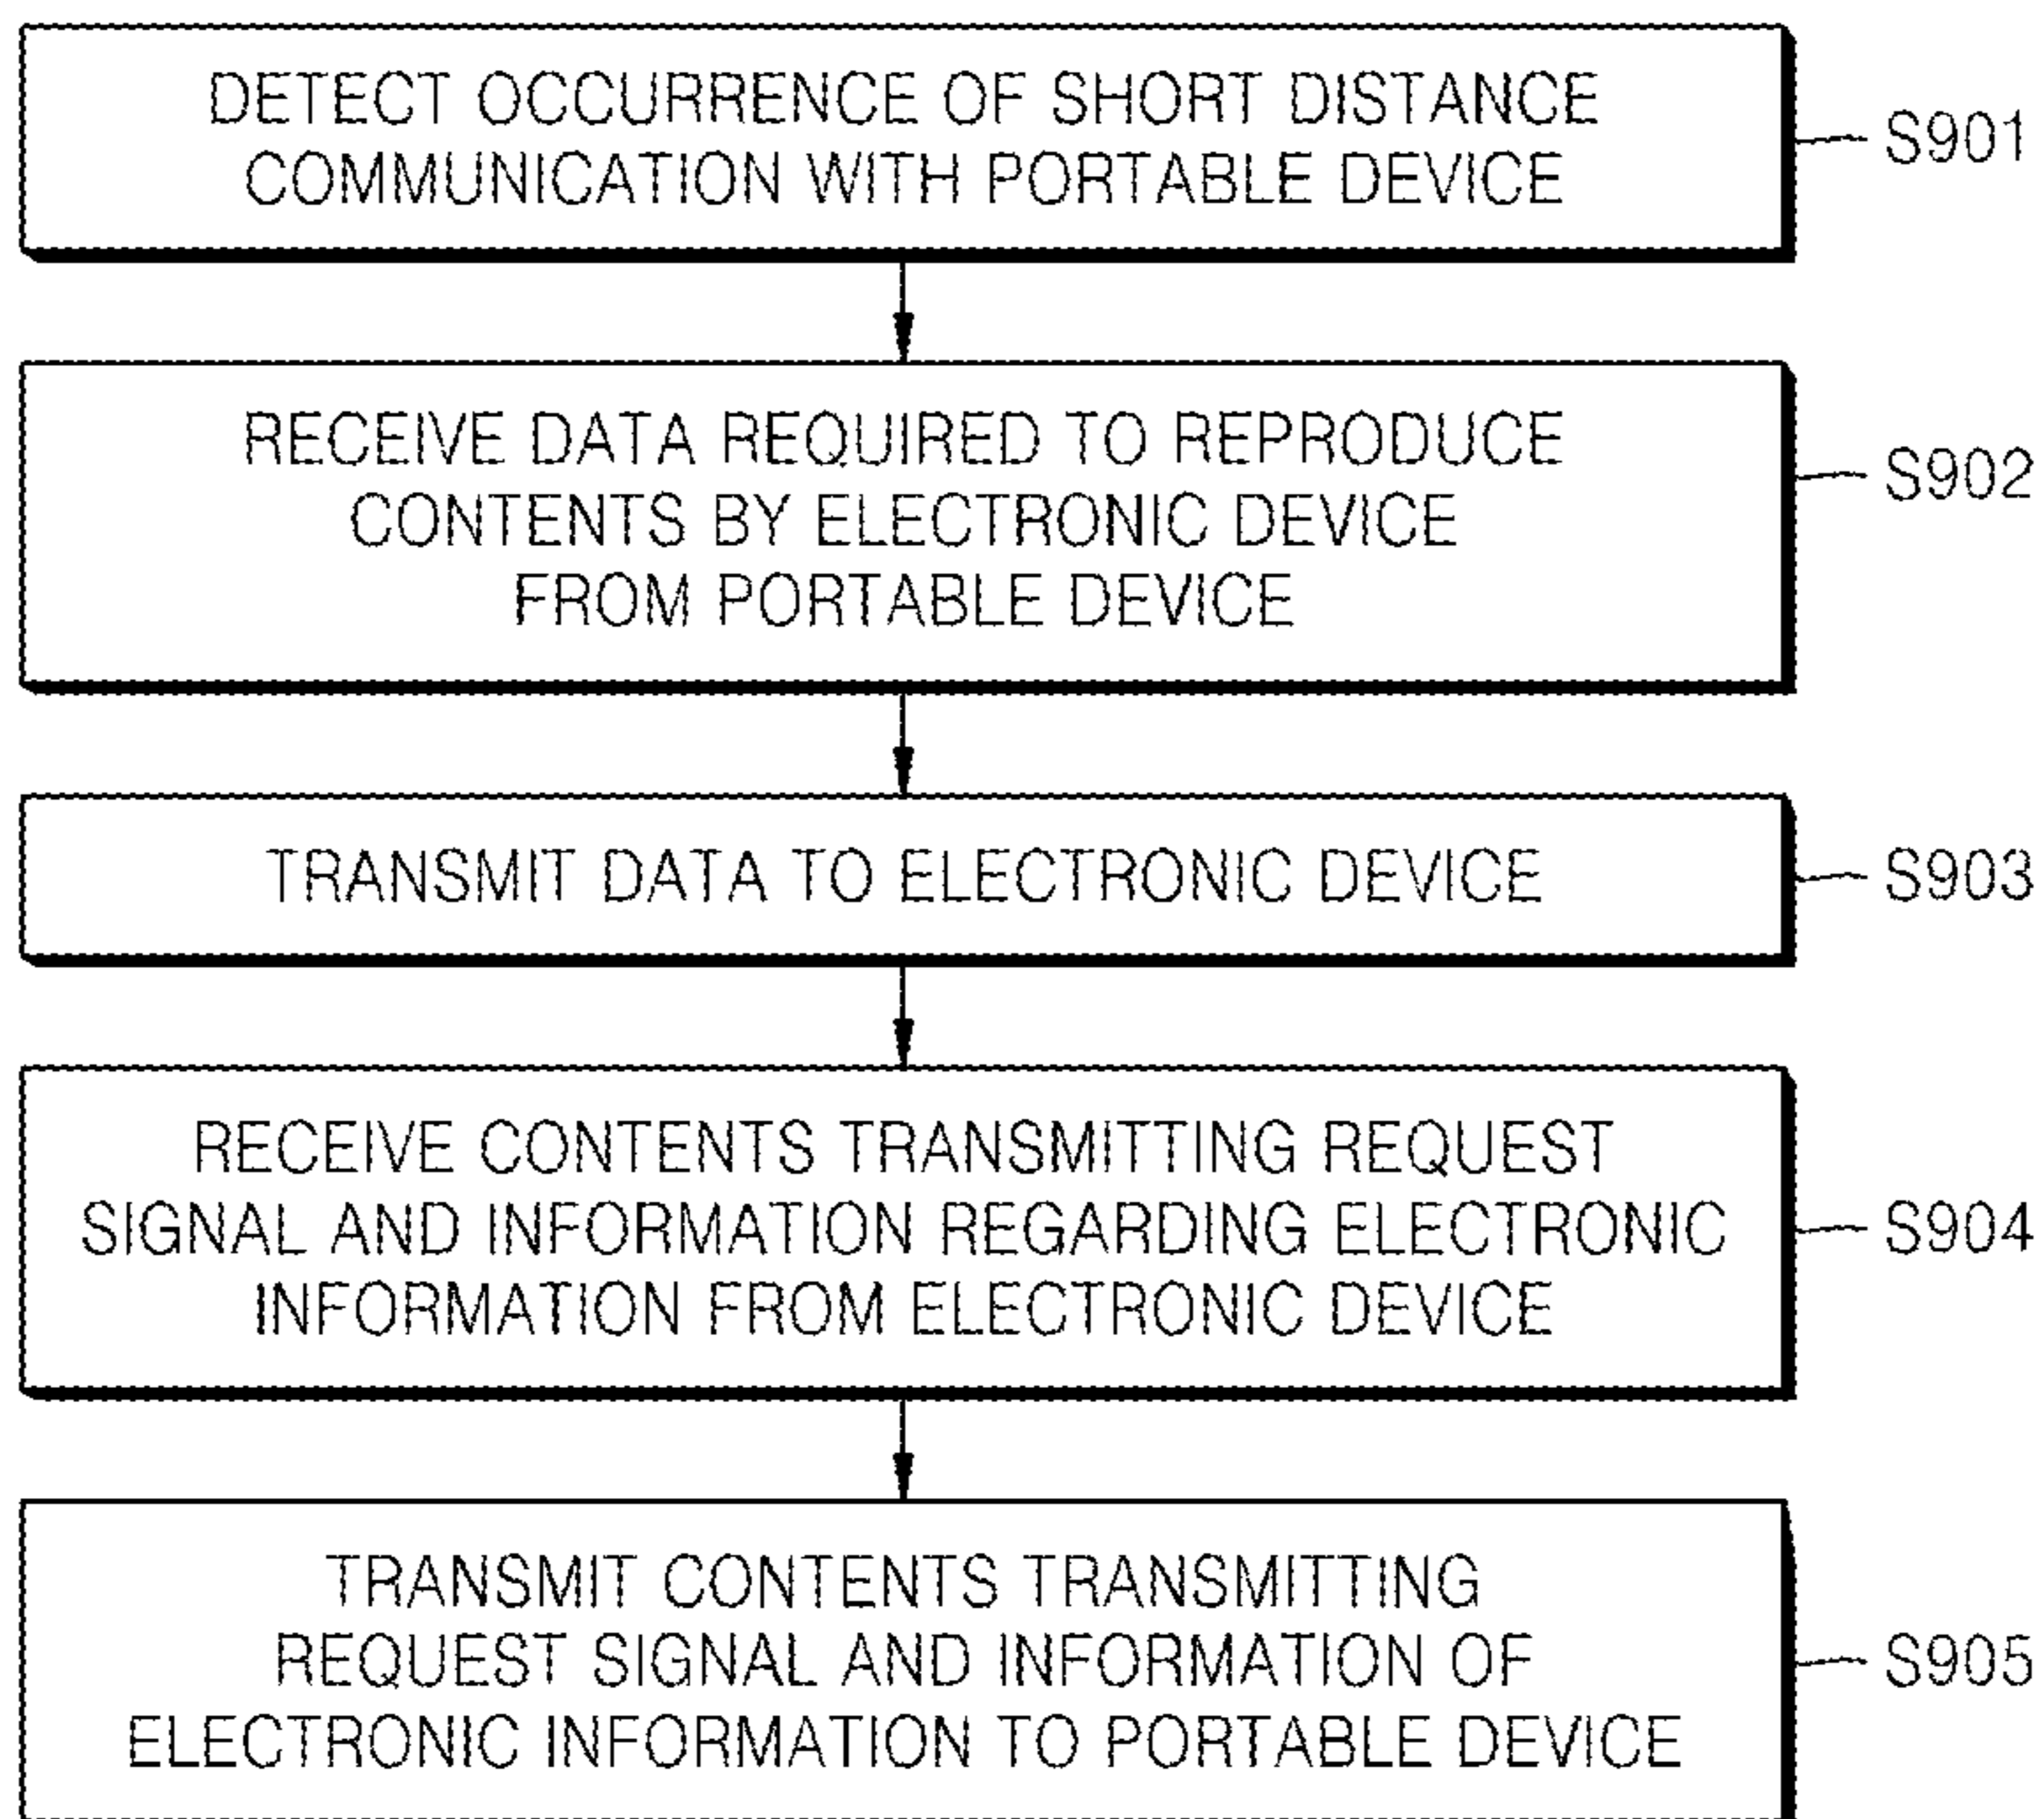 DETECT OCCURRENCE OF SHORT DISTANCE
COMMUNICATION WITH PORTABLE DEVICE
S901
RECEIVE DATA REQUIRED TO REPRODUCE
CONTENTS BY ELECTRONIC DEVICE
FROM PORTABLE DEVICE
S902
TRANSMIT DATA TO ELECTRONIC DEVICE
S903
RECEIVE CONTENTS TRANSMITTING REQUEST
SIGNAL AND INFORMATION REGARDING ELECTRONIC
INFORMATION FROM ELECTRONIC DEVICE
S904
TRANSMIT CONTENTS TRANSMITTING
REQUEST SIGNAL AND INFORMATION OF
ELECTRONIC INFORMATION TO PORTABLE DEVICE
S905